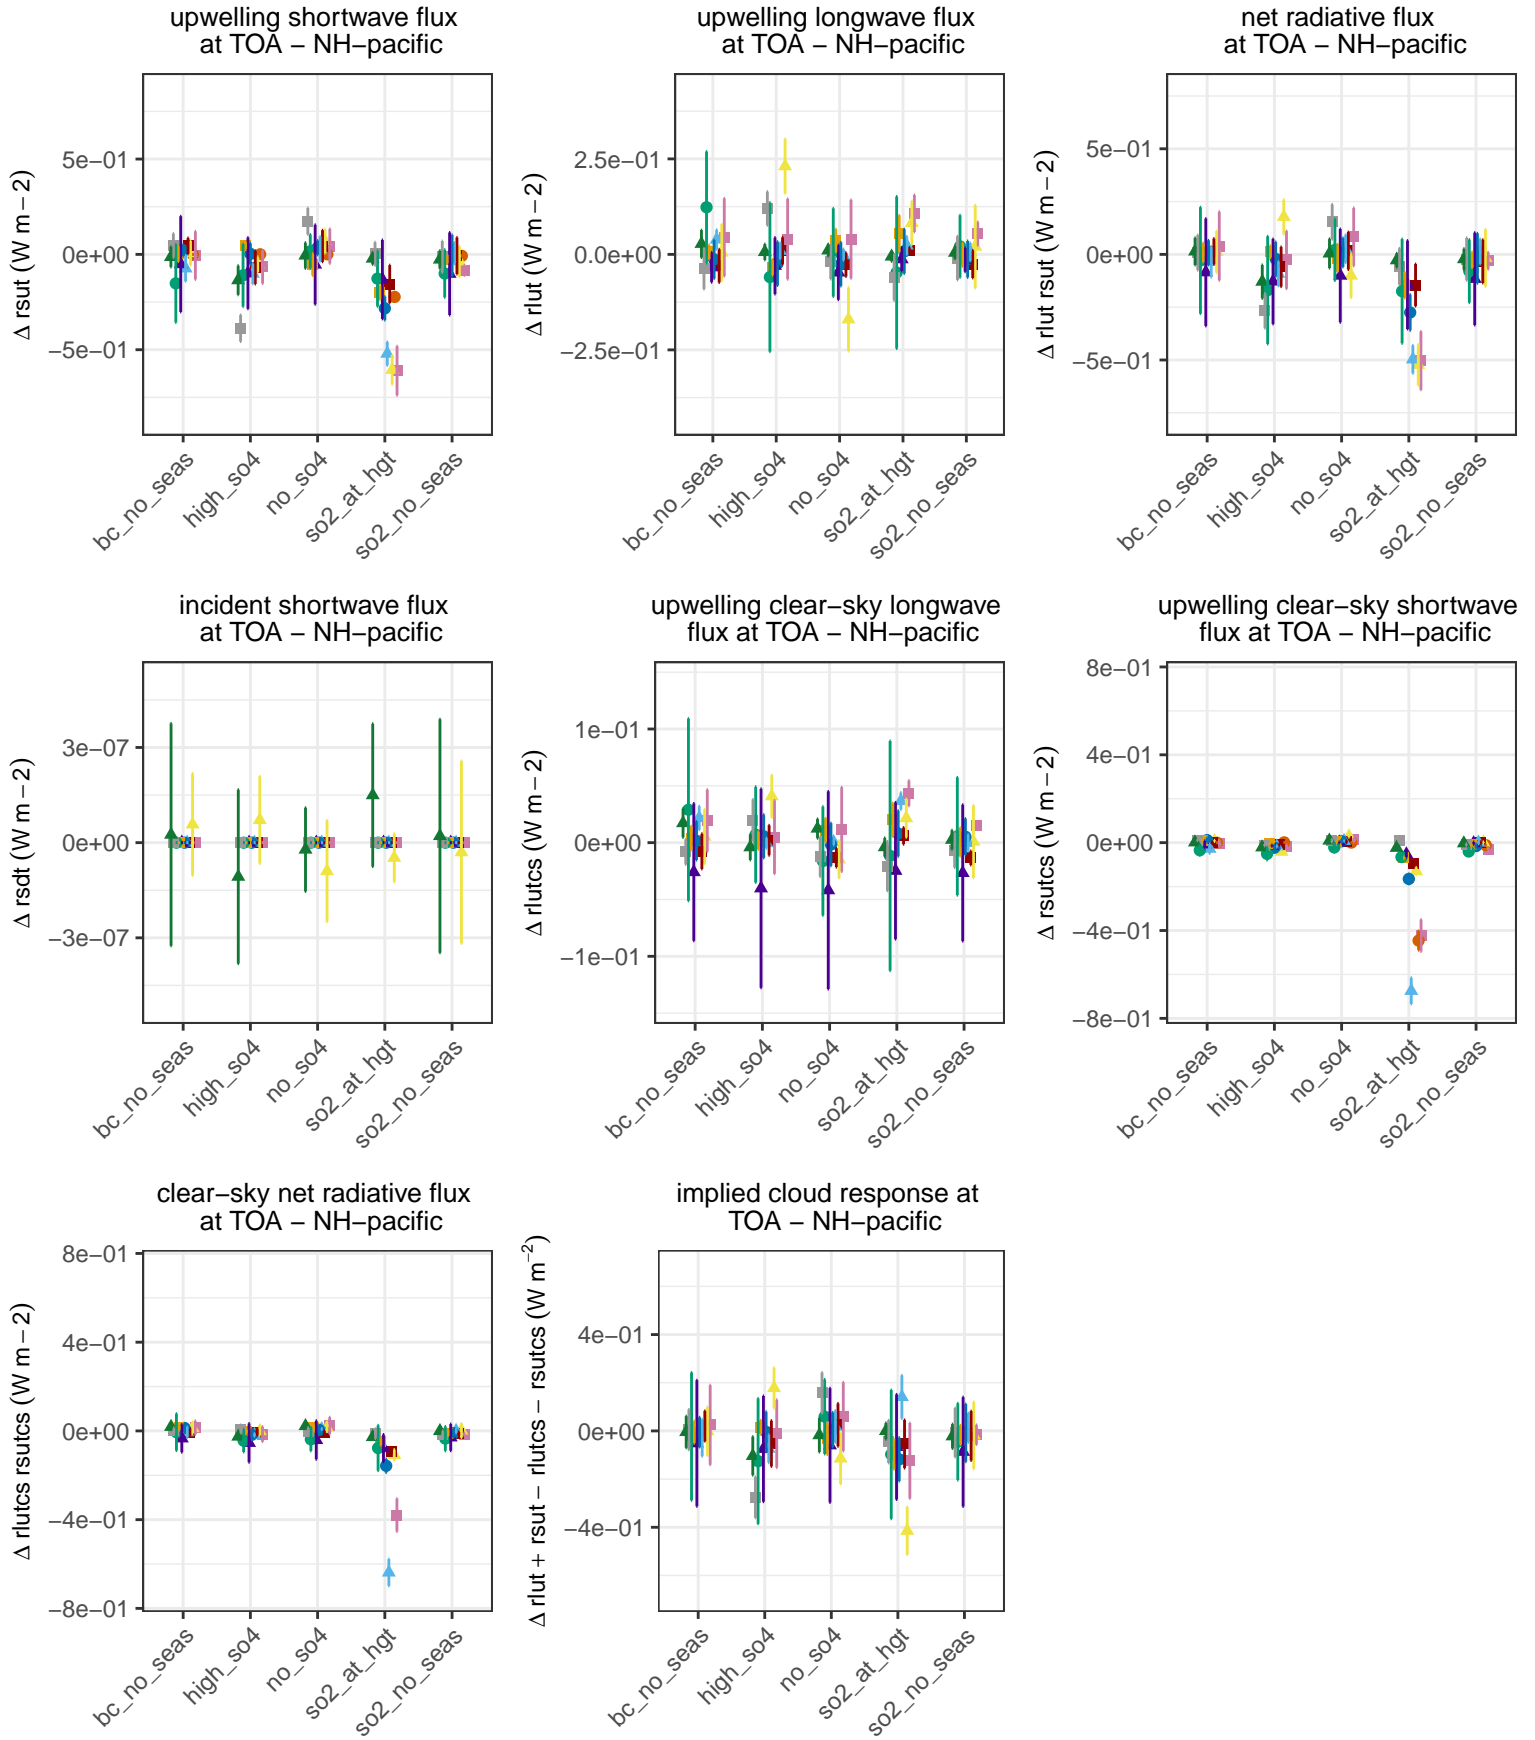 upwelling shortwave flux
at TOA − NH−pacific
Δ rsut (W m−2)
5e−01
0e+00
−5e−01
bc_no_seas
high_so4
no_so4
so2_at_hgt
so2_no_seas
upwelling longwave flux
at TOA − NH−pacific
Δ rlut (W m−2)
2.5e−01
0.0e+00
−2.5e−01
bc_no_seas
high_so4
no_so4
so2_at_hgt
so2_no_seas
net radiative flux
at TOA − NH−pacific
Δ rlut rsut (W m−2)
5e−01
0e+00
−5e−01
bc_no_seas
high_so4
no_so4
so2_at_hgt
so2_no_seas
incident shortwave flux
at TOA − NH−pacific
Δ rsdt (W m−2)
3e−07
0e+00
−3e−07
bc_no_seas
high_so4
no_so4
so2_at_hgt
so2_no_seas
upwelling clear−sky longwave
flux at TOA − NH−pacific
Δ rlutcs (W m−2)
1e−01
0e+00
−1e−01
bc_no_seas
high_so4
no_so4
so2_at_hgt
so2_no_seas
upwelling clear−sky shortwave
flux at TOA − NH−pacific
Δ rsutcs (W m−2)
8e−01
4e−01
0e+00
−4e−01
−8e−01
bc_no_seas
high_so4
no_so4
so2_at_hgt
so2_no_seas
clear−sky net radiative flux
at TOA − NH−pacific
Δ rlutcs rsutcs (W m−2)
8e−01
4e−01
0e+00
−4e−01
−8e−01
bc_no_seas
high_so4
no_so4
so2_at_hgt
so2_no_seas
implied cloud response at
TOA − NH−pacific
Δ rlut + rsut − rlutcs − rsutcs (W m⁻²)
4e−01
0e+00
−4e−01
bc_no_seas
high_so4
no_so4
so2_at_hgt
so2_no_seas